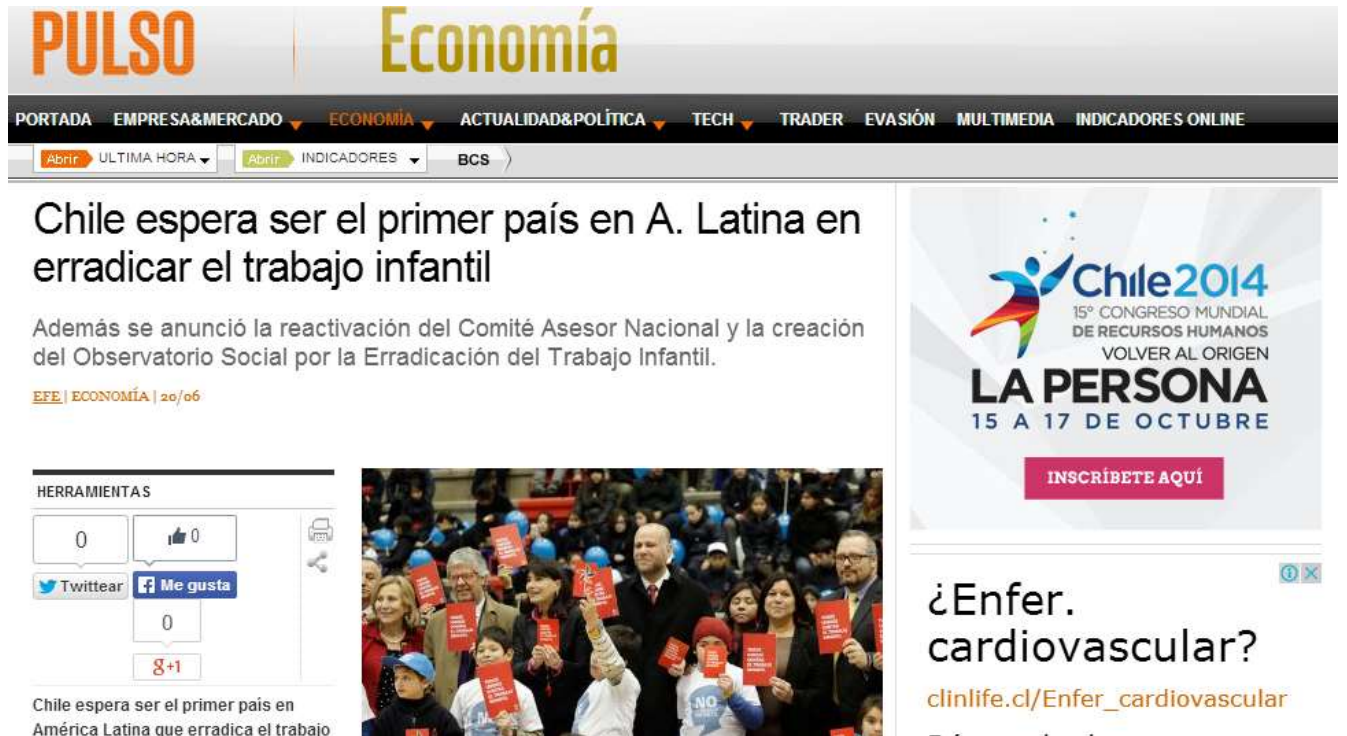 PULSO
Economía
PORTADA EMPRESA&MERCADO ECONOMÍA ACTUALIDAD&POLÍTICA TECH TRADER EVASIÓN MULTIMEDIA INDICADORES ONLINE
Abrir ULTIMA HORA Abrir INDICADORES BCS
Chile espera ser el primer país en A. Latina en
erradicar el trabajo infantil
Además se anunció la reactivación del Comité Asesor Nacional y la creación
del Observatorio Social por la Erradicación del Trabajo Infantil.
EFE | ECONOMÍA | 20/06
HERRAMIENTAS
0
0
Twittear
Me gusta
0
g+1
Chile espera ser el primer país en
América Latina que erradica el trabajo
NO
Chile2014
15º CONGRESO MUNDIAL
DE RECURSOS HUMANOS
VOLVER AL ORIGEN
LA PERSONA
15 A 17 DE OCTUBRE
INSCRÍBETE AQUÍ
¿Enfer.
cardiovascular?
clinlife.cl/Enfer_cardiovascular